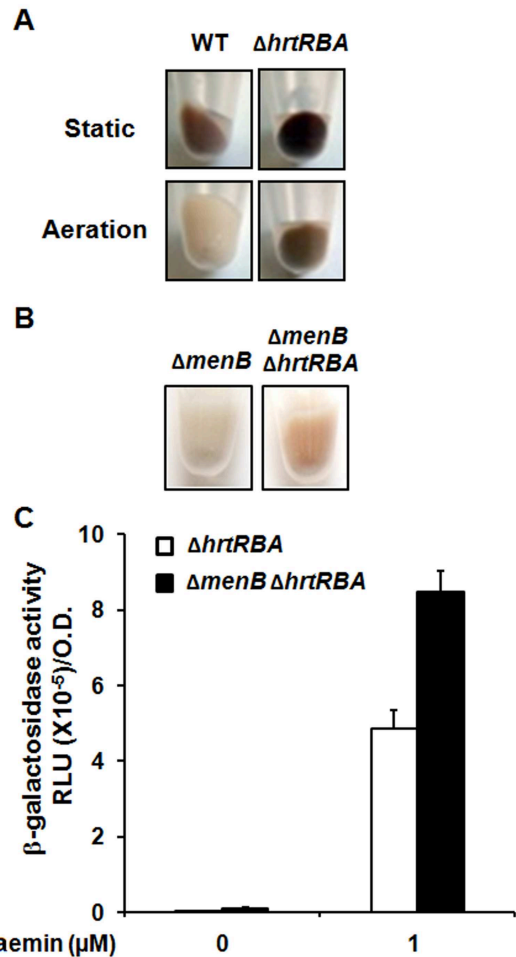 A
WT ΔhrtRBA
Static
Aeration
B
ΔmenB ΔmenB
ΔhrtRBA
C
10
8
6
4
2
0
β-galactosidase activity
RLU (X10⁻⁵)/O.D.
ΔhrtRBA
ΔmenB ΔhrtRBA
aemin (μM) 0 1